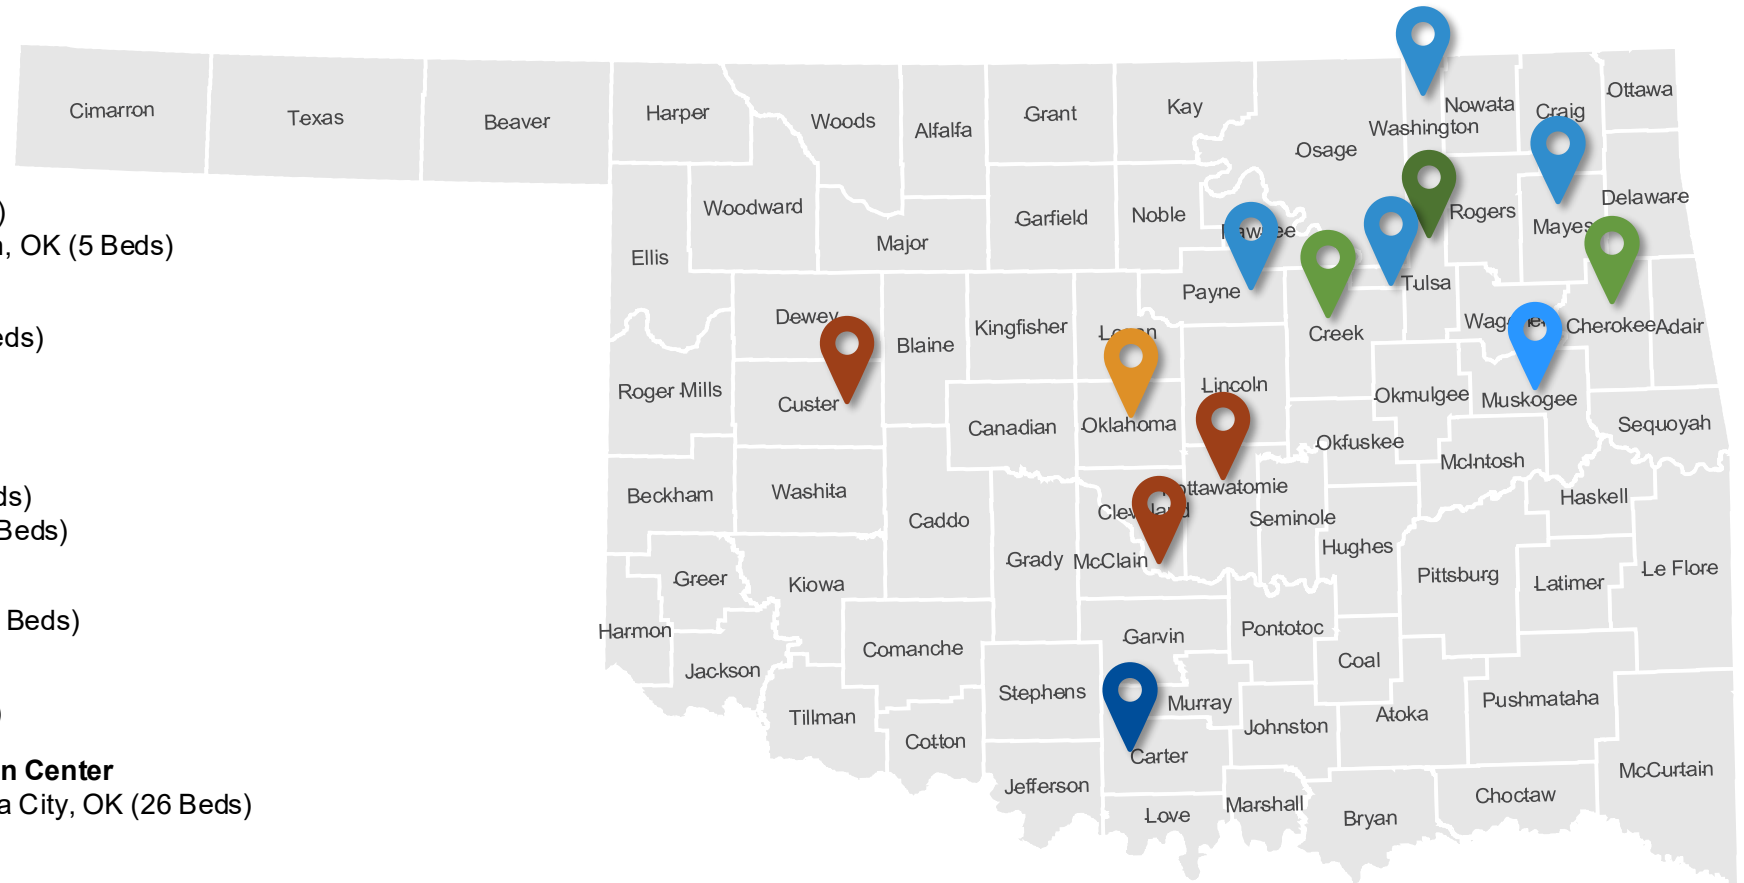 Cimarron
Texas
Beaver
Harper
Woods
Alfalfa
Grant
Kay
Osage
Washington
Nowata
Craig
Ottawa
Woodward
Ellis
Major
Garfield
Noble
Payne
Rogers
Mayes
Delaware
)
, OK (5 Beds)
eds)
ds)
Beds)
Beds)
)
n Center
a City, OK (26 Beds)
Dewey
Blaine
Kingfisher
Creek
Tulsa
Cherokee
Adair
Roger Mills
Custer
Canadian
Oklahoma
Lincoln
Okmulgee
Muskogee
Sequoyah
Okfuskee
McIntosh
Haskell
Beckham
Washita
Caddo
Grady
McClain
Seminole
Hughes
Pittsburg
Latimer
Le Flore
Greer
Kiowa
Harmon
Jackson
Comanche
Garvin
Pontotoc
Coal
Tillman
Cotton
Stephens
Murray
Johnston
Atoka
Pushmataha
Carter
Jefferson
Love
Marshall
Bryan
Choctaw
McCurtain